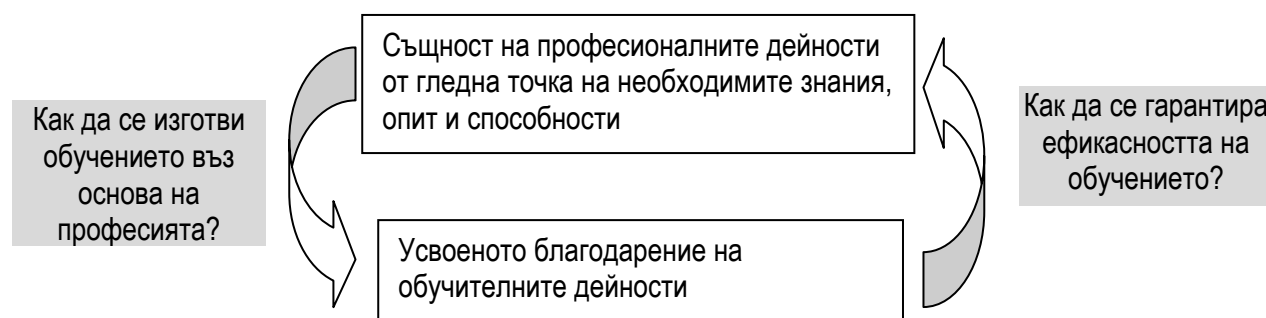 Същност на професионалните дейности
от гледна точка на необходимите знания,
опит и способности
Как да се изготви
обучението въз
основа на
професията?
Как да се гарантира
ефикасността на
обучението?
Усвоеното благодарение на
обучителните дейности